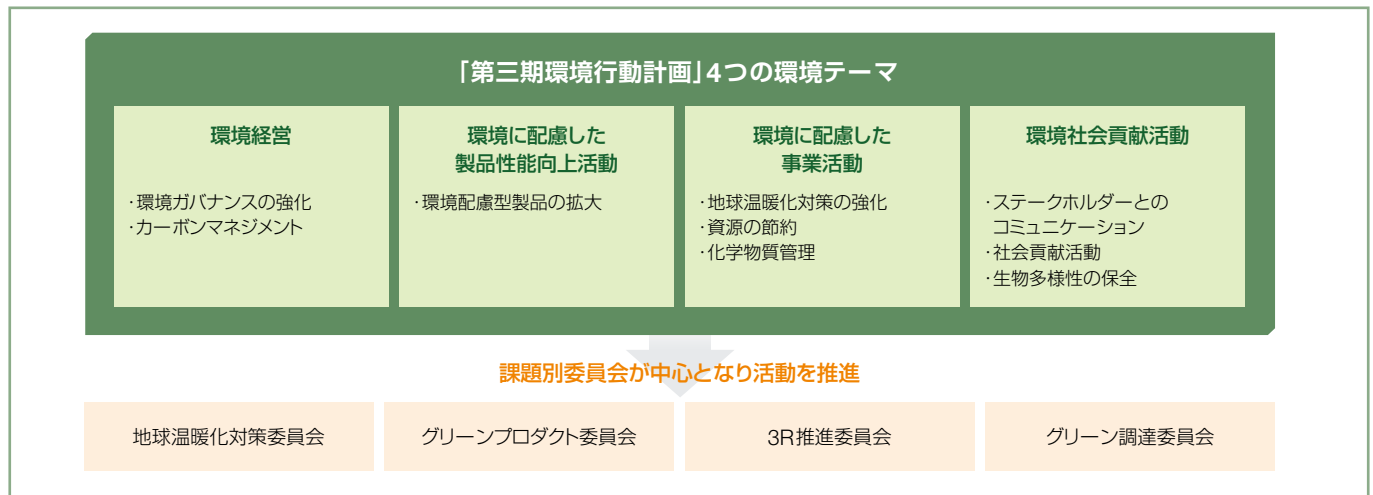 「第三期環境行動計画」4つの環境テーマ
環境経営
・環境ガバナンスの強化
・カーボンマネジメント
環境に配慮した
製品性能向上活動
・環境配慮型製品の拡大
環境に配慮した
事業活動
・地球温暖化対策の強化
・資源の節約
・化学物質管理
環境社会貢献活動
・ステークホルダーとの
コミュニケーション
・社会貢献活動
・生物多様性の保全
課題別委員会が中心となり活動を推進
地球温暖化対策委員会
グリーンプロダクト委員会
3R推進委員会
グリーン調達委員会